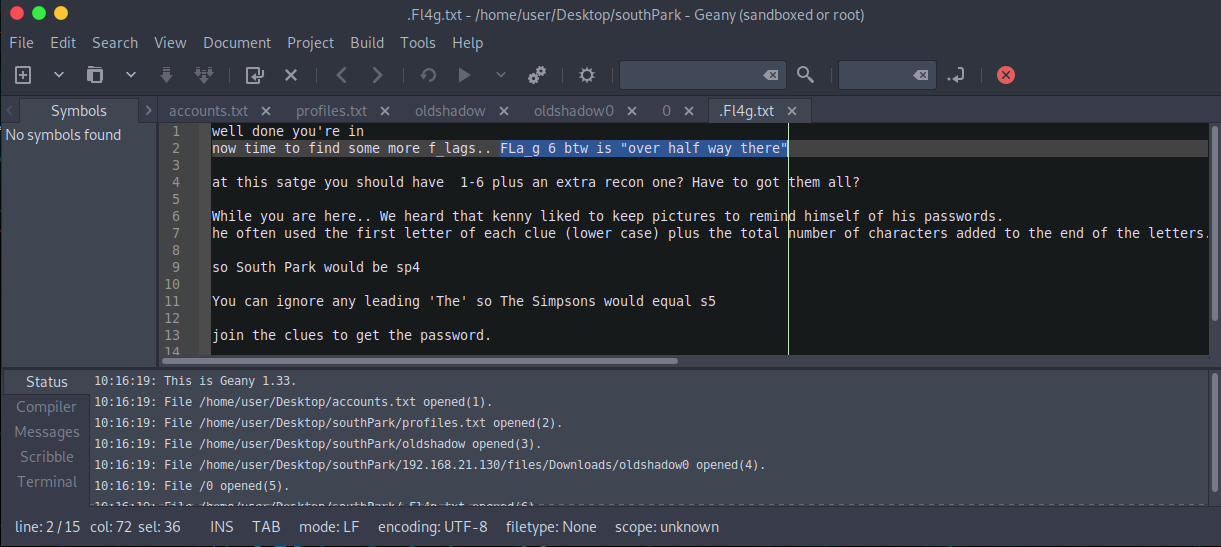 .Fl4g.txt - /home/user/Desktop/southPark - Geany (sandboxed or root)
File Edit Search View Document Project Build Tools Help
Symbols accounts.txt profiles.txt oldshadow oldshadow0 0 .Fl4g.txt
No symbols found
1 well done you're in
2 now time to find some more f_lags.. FLa_g 6 btw is "over half way there"
3
4 at this satge you should have  1-6 plus an extra recon one? Have to got them all?
5
6 While you are here.. We heard that kenny liked to keep pictures to remind himself of his passwords.
7 he often used the first letter of each clue (lower case) plus the total number of characters added to the end of the letters.
8
9 so South Park would be sp4
10
11 You can ignore any leading 'The' so The Simpsons would equal s5
12
13 join the clues to get the password.
14
Status
Compiler
Messages
Scribble
Terminal
10:16:19: This is Geany 1.33.
10:16:19: File /home/user/Desktop/accounts.txt opened(1).
10:16:19: File /home/user/Desktop/southPark/profiles.txt opened(2).
10:16:19: File /home/user/Desktop/southPark/oldshadow opened(3).
10:16:19: File /home/user/Desktop/southPark/192.168.21.130/files/Downloads/oldshadow0 opened(4).
10:16:19: File /0 opened(5).
10:16:19: File /home/user/Desktop/southPark/.Fl4g.txt opened(6).
line: 2 / 15 col: 72 sel: 36 INS TAB mode: LF encoding: UTF-8 filetype: None scope: unknown